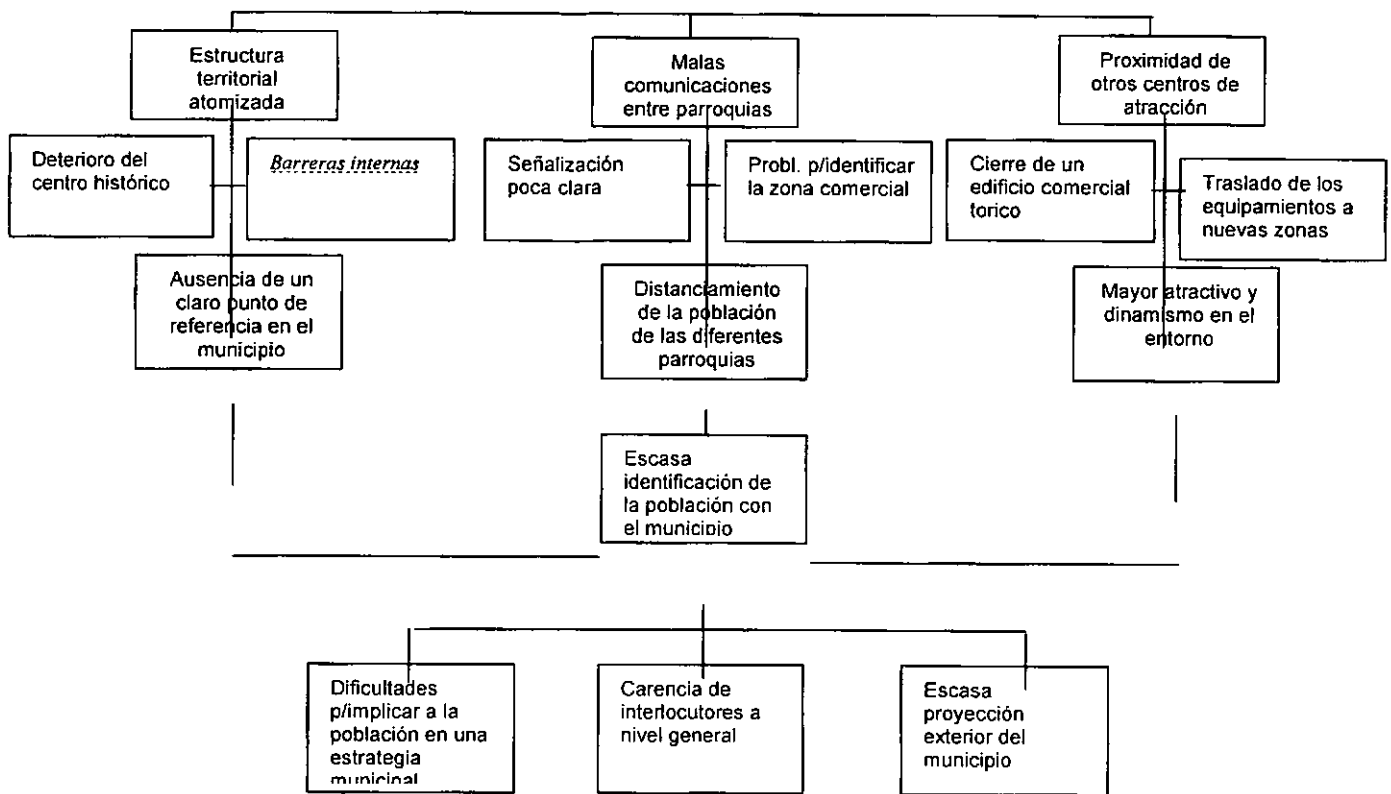 Estructura
territorial
atomizada
Malas
comunicaciones
entre parroquias
Proximidad de
otros centros de
atracción
Deterioro del
centro histórico
Barreras internas
Señalización
poca clara
Probl. p/identificar
la zona comercial
Cierre de un
edificio comercial
torico
Traslado de los
equipamientos a
nuevas zonas
Ausencia de un
claro punto de
referencia en el
municipio
Distanciamiento
de la población
de las diferentes
parroquias
Mayor atractivo y
dinamismo en el
entorno
Escasa
identificación de
la población con
el municipio
Dificultades
p/implicar a la
población en una
estrategia
municipal
Carencia de
interlocutores a
nivel general
Escasa
proyección
exterior del
municipio